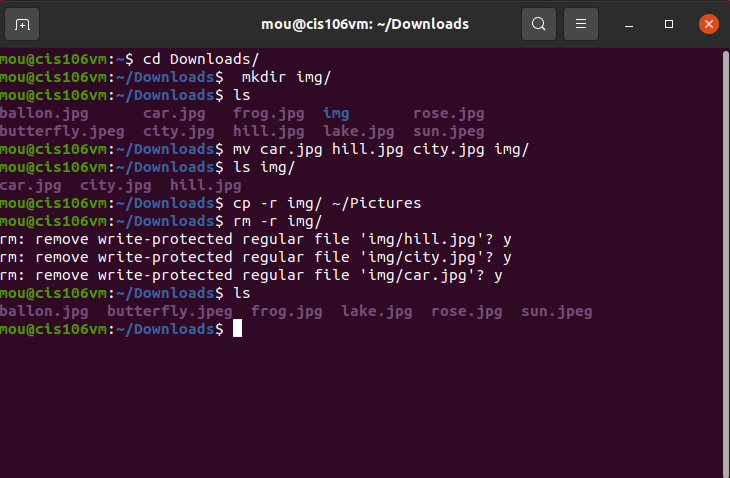 mou@cis106vm: ~/Downloads
mou@cis106vm:~$ cd Downloads/
mou@cis106vm:~/Downloads$  mkdir img/
mou@cis106vm:~/Downloads$ ls
ballon.jpg      car.jpg   frog.jpg  img       rose.jpg
butterfly.jpeg  city.jpg  hill.jpg  lake.jpg  sun.jpeg
mou@cis106vm:~/Downloads$ mv car.jpg hill.jpg city.jpg img/
mou@cis106vm:~/Downloads$ ls img/
car.jpg  city.jpg  hill.jpg
mou@cis106vm:~/Downloads$ cp -r img/ ~/Pictures
mou@cis106vm:~/Downloads$ rm -r img/
rm: remove write-protected regular file 'img/hill.jpg'? y
rm: remove write-protected regular file 'img/city.jpg'? y
rm: remove write-protected regular file 'img/car.jpg'? y
mou@cis106vm:~/Downloads$ ls
ballon.jpg  butterfly.jpeg  frog.jpg  lake.jpg  rose.jpg  sun.jpeg
mou@cis106vm:~/Downloads$